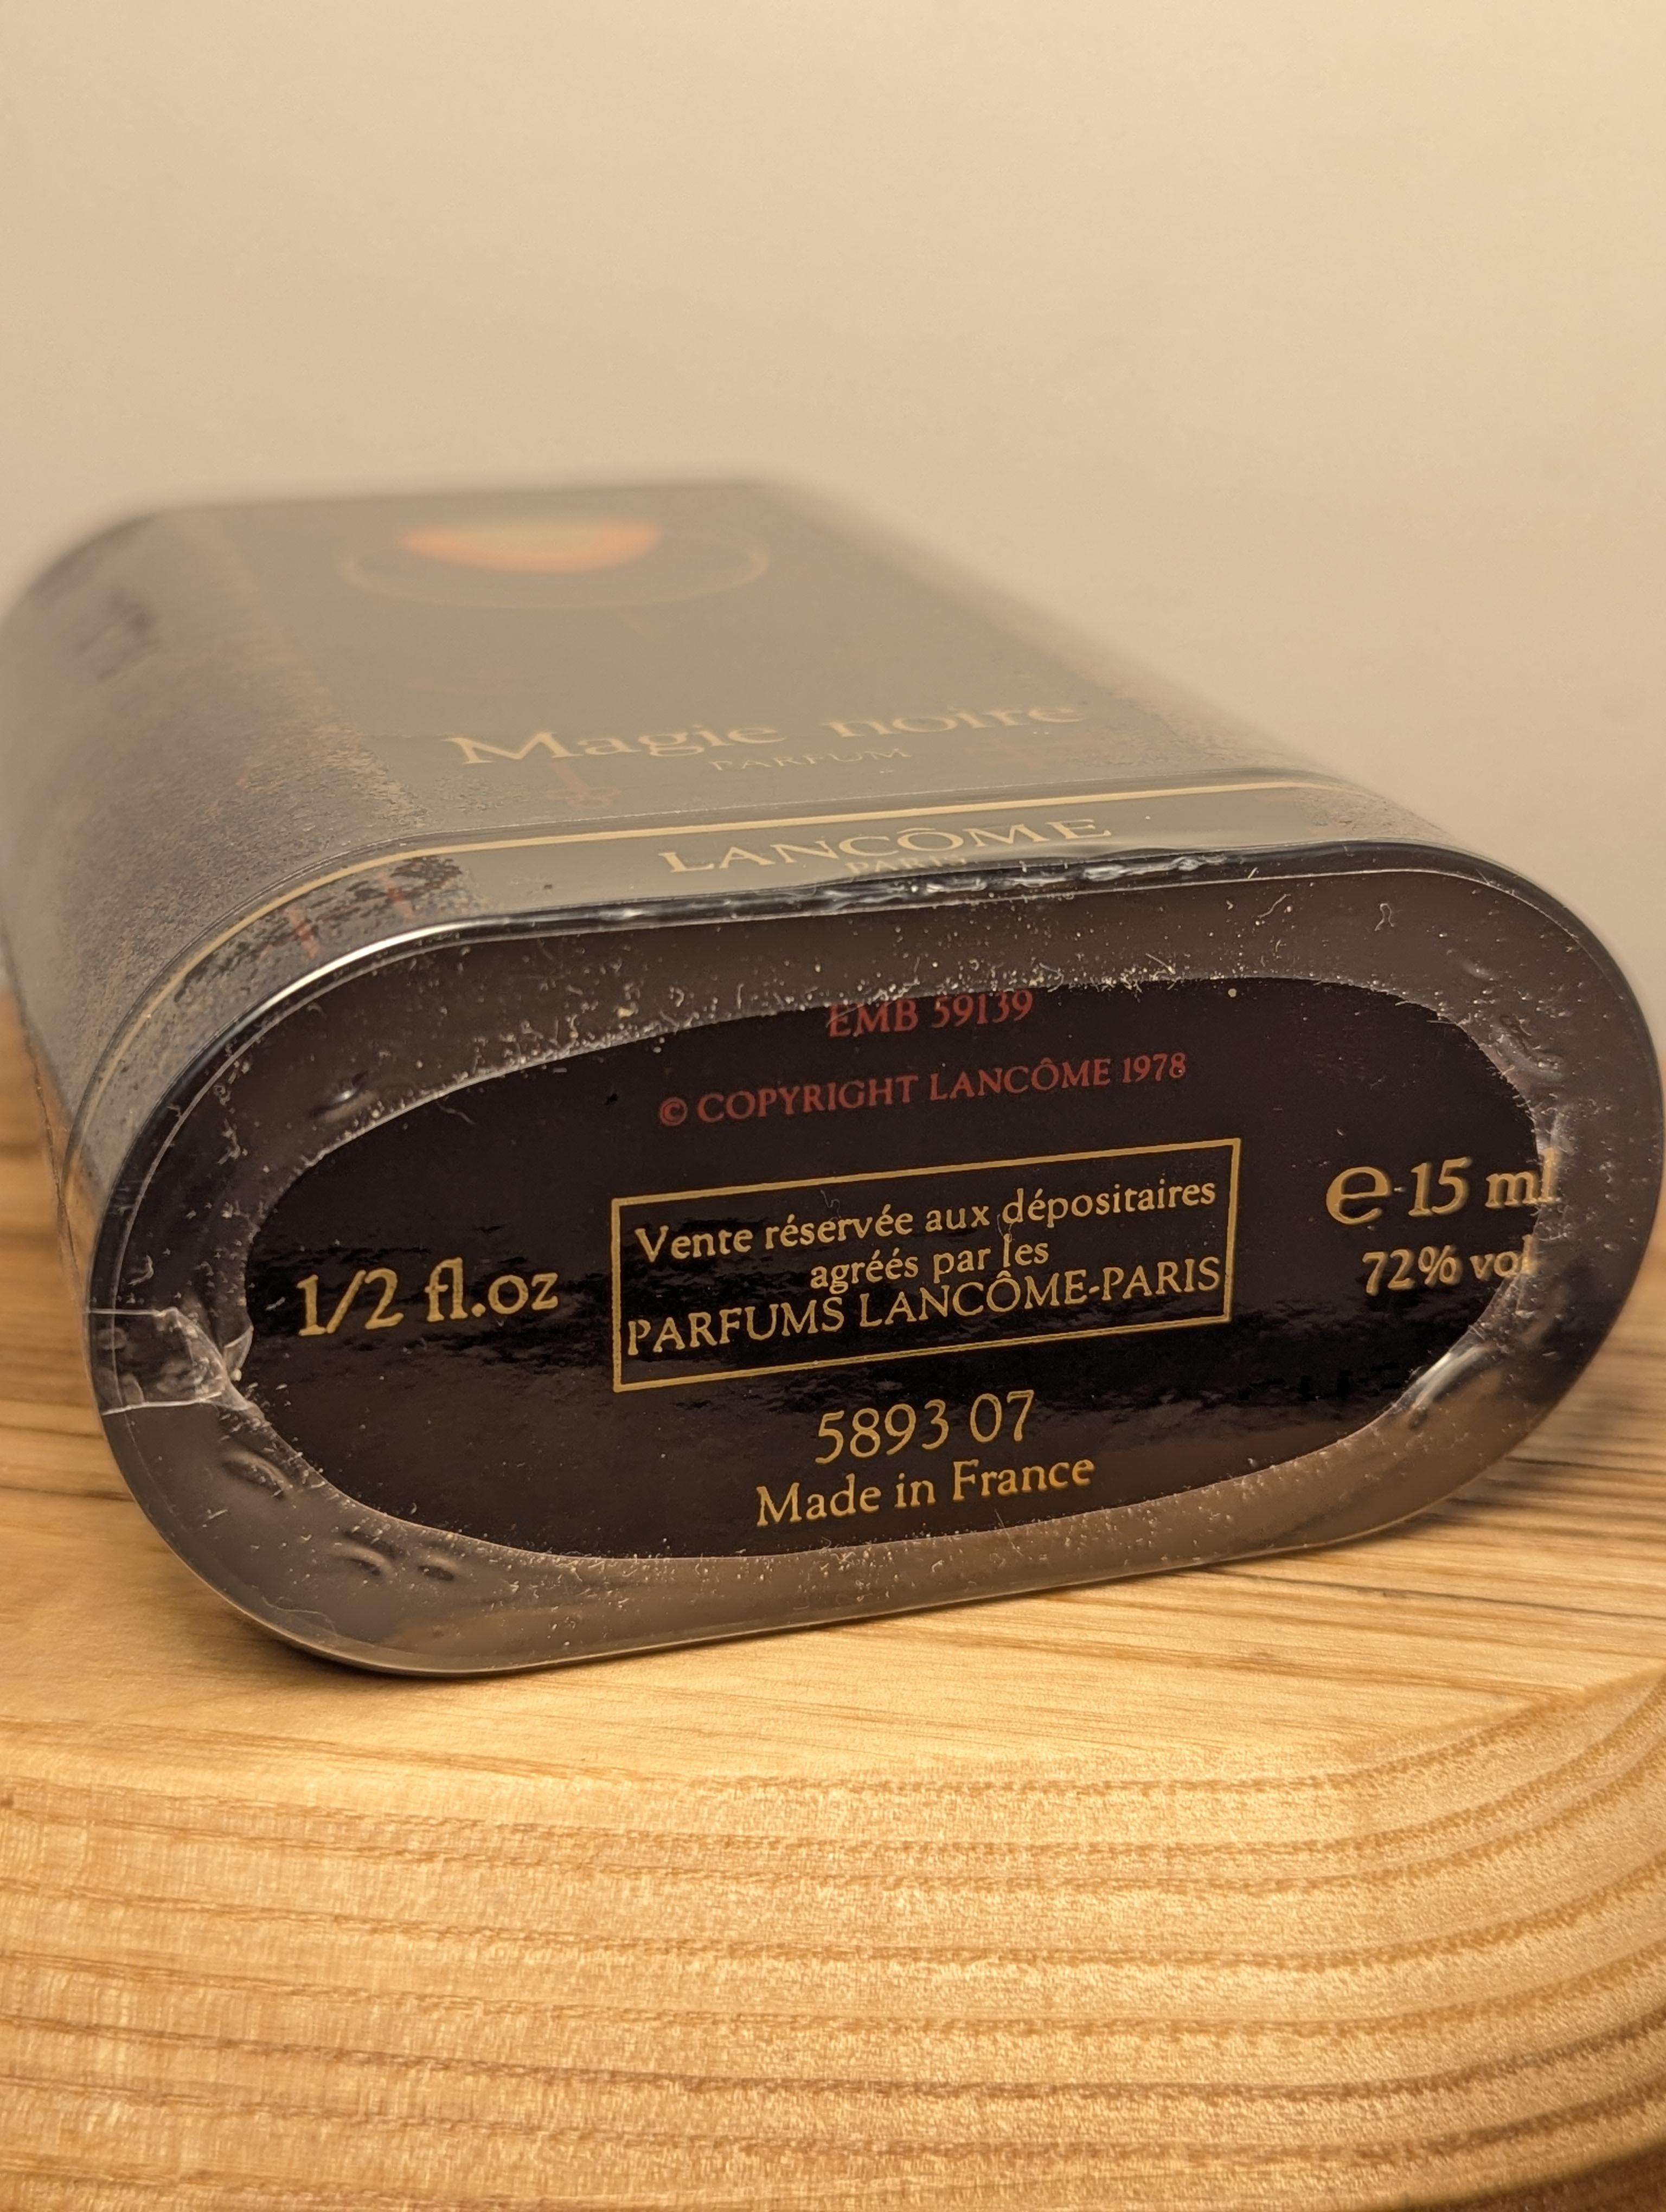 Magie noire
PARFUM
LANCÔME
PARIS
EMB 59139
© COPYRIGHT LANCÔME 1978
Vente réservée aux dépositaires
agréés par les
PARFUMS LANCÔME-PARIS
1/2 fl.oz
e 15 ml
72% vol
5893 07
Made in France